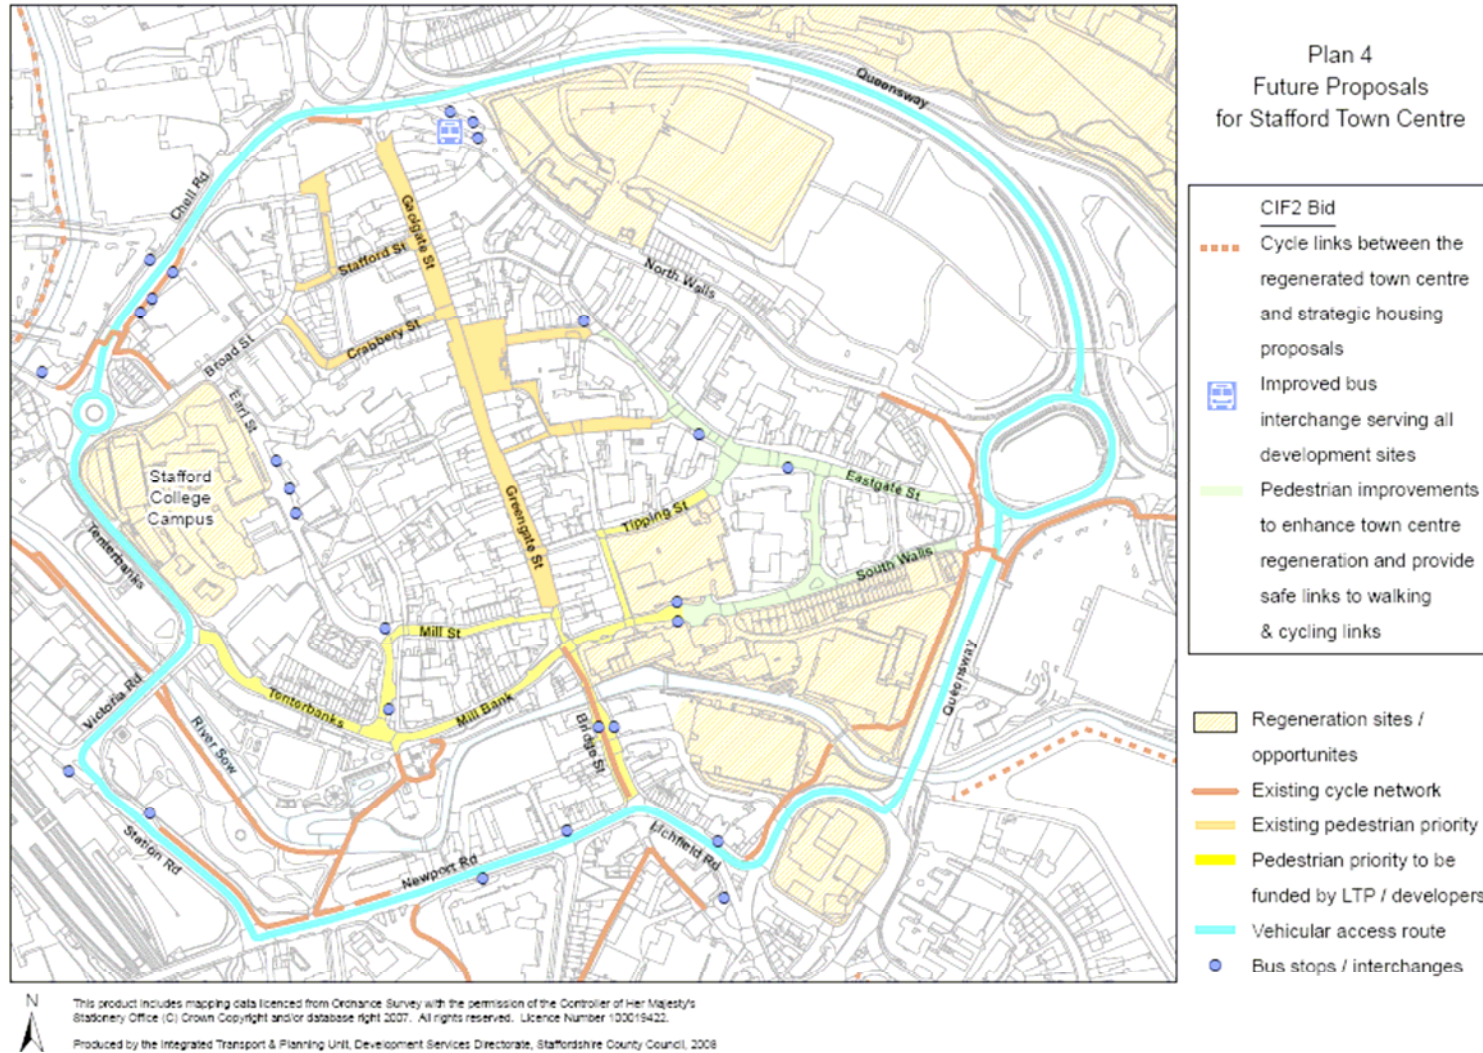 Plan 4
Future Proposals
for Stafford Town Centre
CIF2 Bid
Cycle links between the
regenerated town centre
and strategic housing
proposals
Improved bus
interchange serving all
development sites
Pedestrian improvements
to enhance town centre
regeneration and provide
safe links to walking
& cycling links
Regeneration sites /
opportunites
Existing cycle network
Existing pedestrian priority
Pedestrian priority to be
funded by LTP / developers
Vehicular access route
Bus stops / interchanges
Queensway
Chell Rd
Gaolgate St
Stafford St
North Walls
Crabbery St
Broad St
Earl St
Stafford
College
Campus
Eastgate St
Greengate St
Tipping St
Tenterbanks
South Walls
Mill St
Queensway
Victoria Rd
Tenterbanks
Mill Bank
River Sow
Bridge St
Station Rd
Newport Rd
Lichfield Rd
N
This product includes mapping data licenced from Ordnance Survey with the permission of the Controller of Her Majesty's
Stationery Office (C) Crown Copyright and/or database right 2007. All rights reserved. Licence Number 100019422.
Produced by the Integrated Transport & Planning Unit, Development Services Directorate, Staffordshire County Council, 2008